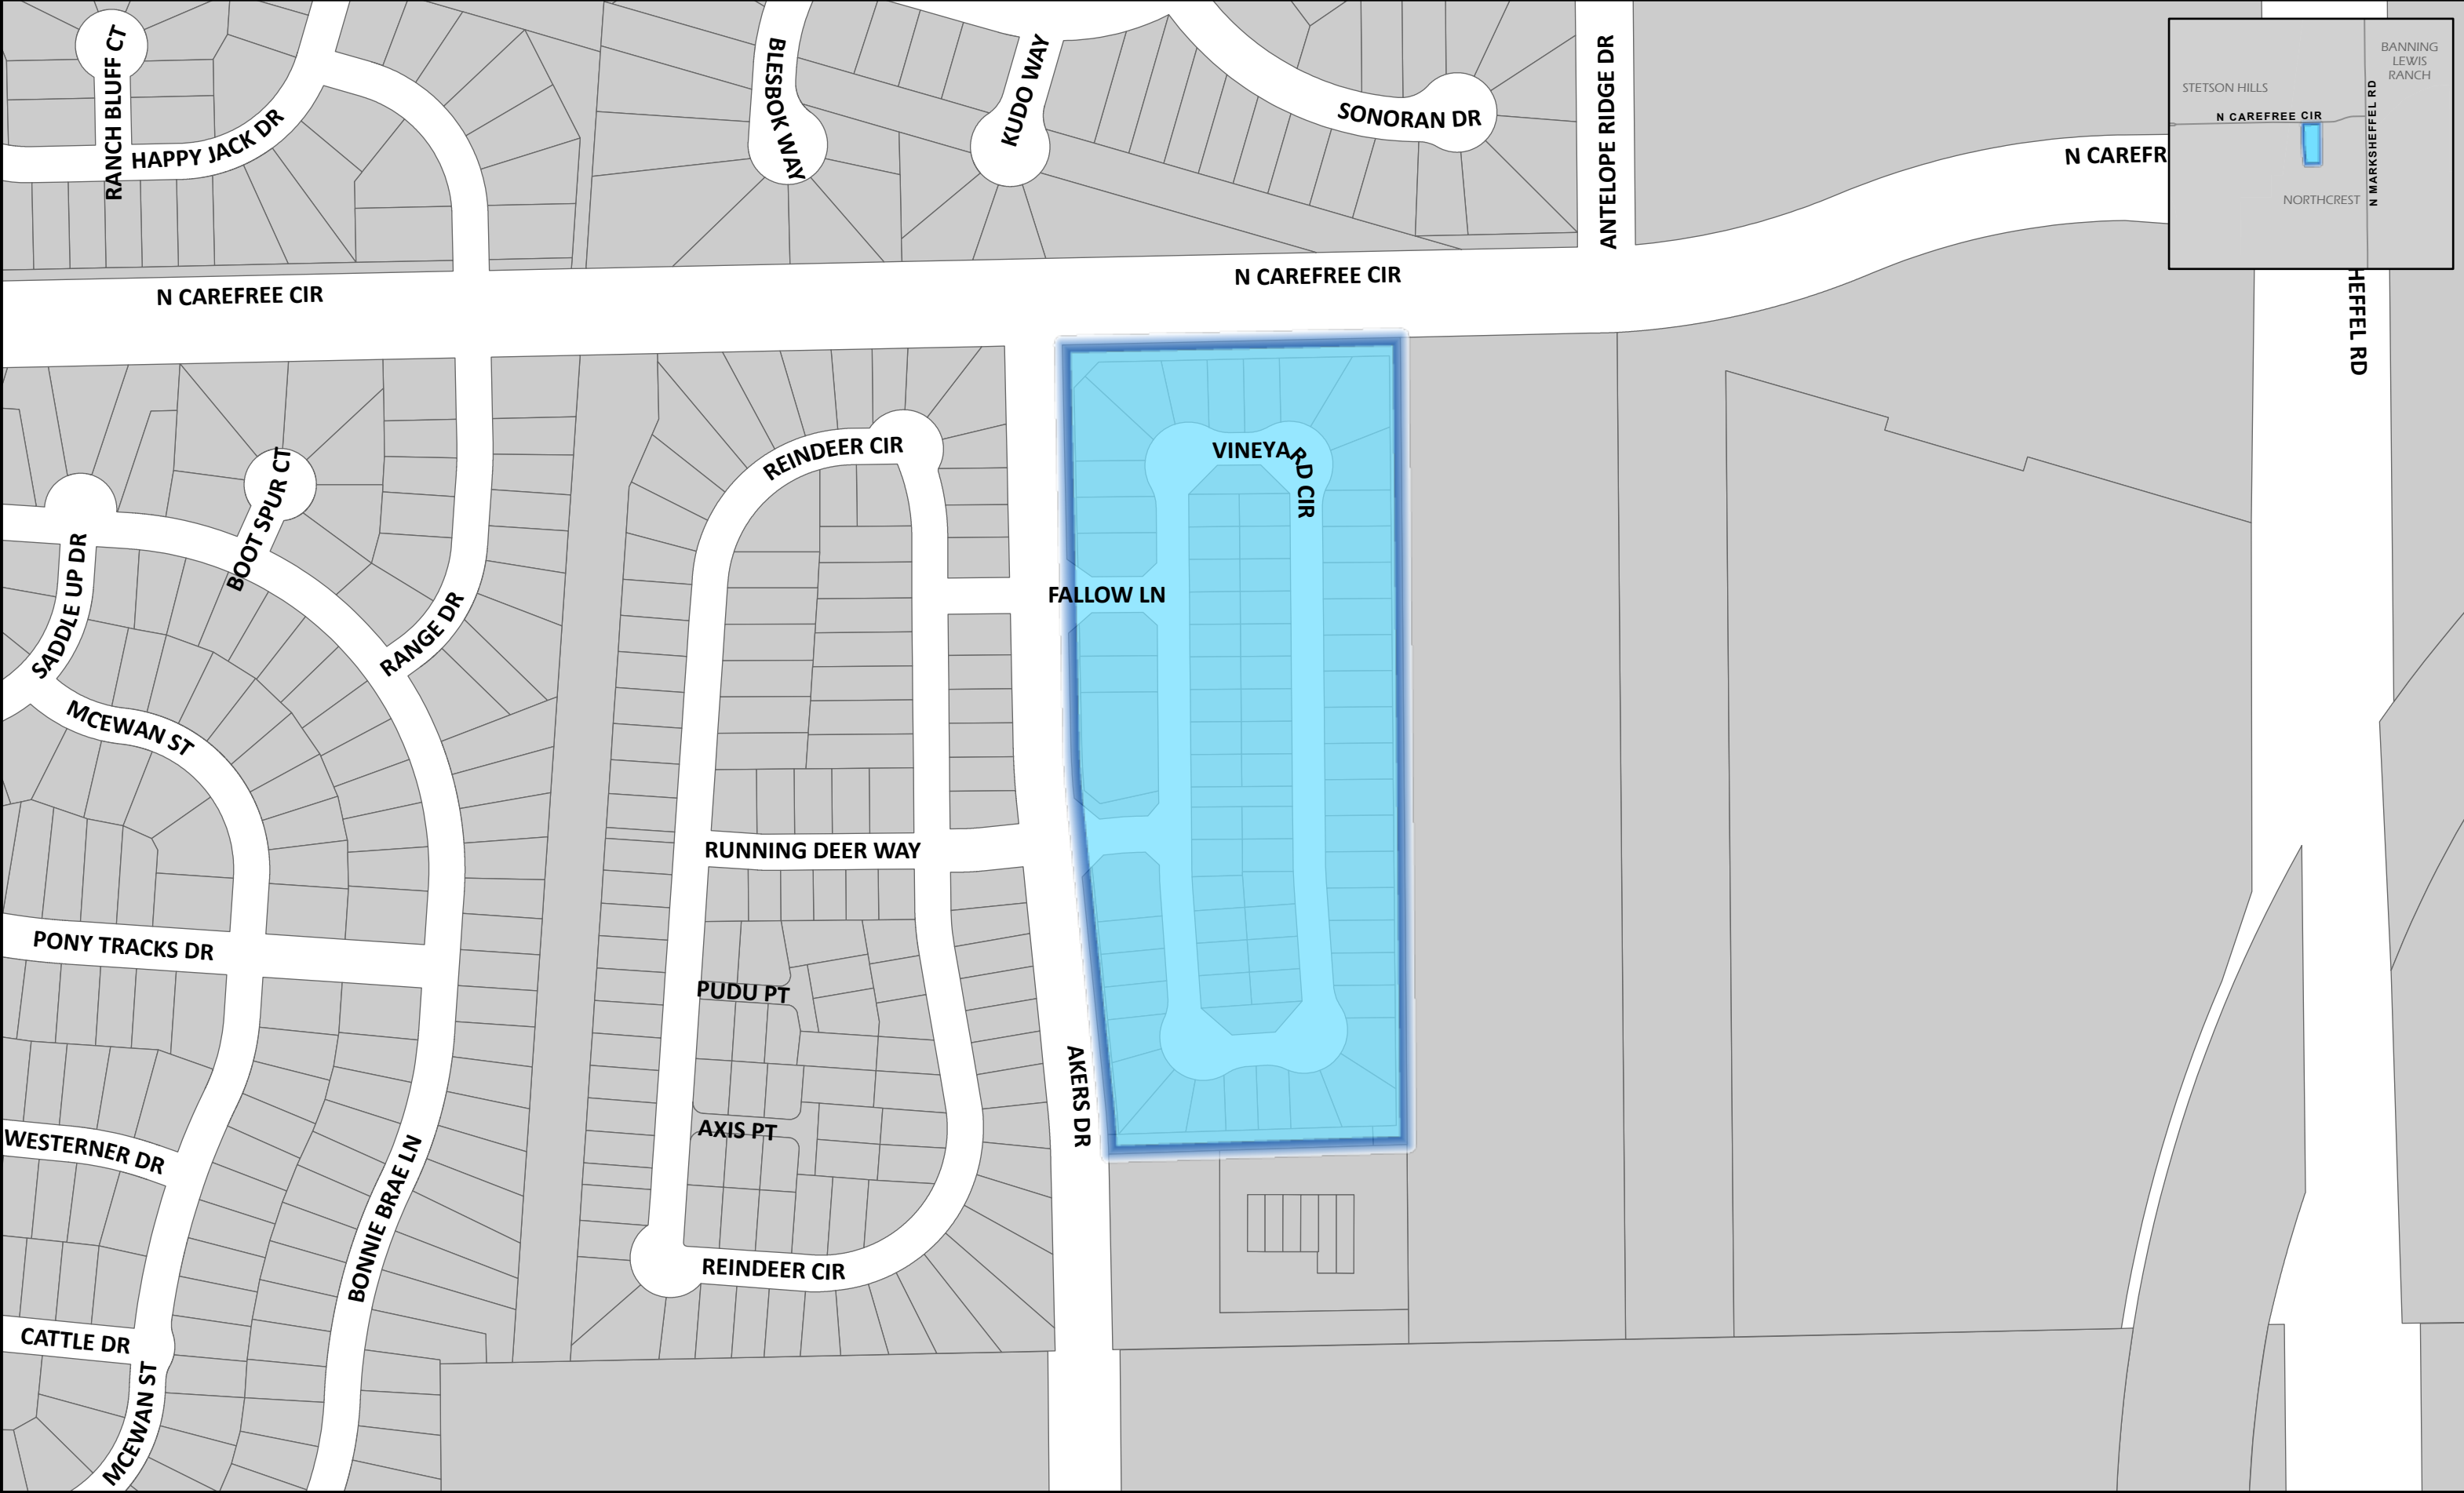 RANCH BLUFF CT
HAPPY JACK DR
BLESBOK WAY
KUDO WAY
SONORAN DR
ANTELOPE RIDGE DR
N CAREFR
BANNING
LEWIS
RANCH
STETSON HILLS
N CAREFREE CIR
N MARKSHEFFEL RD
NORTHCREST
N CAREFREE CIR
N CAREFREE CIR
HEFFEL RD
REINDEER CIR
VINEYARD CIR
BOOT SPUR CT
SADDLE UP DR
RANGE DR
FALLOW LN
MCEWAN ST
RUNNING DEER WAY
PONY TRACKS DR
PUDU PT
AKERS DR
AXIS PT
WESTERNER DR
BONNIE BRAE LN
REINDEER CIR
CATTLE DR
MCEWAN ST